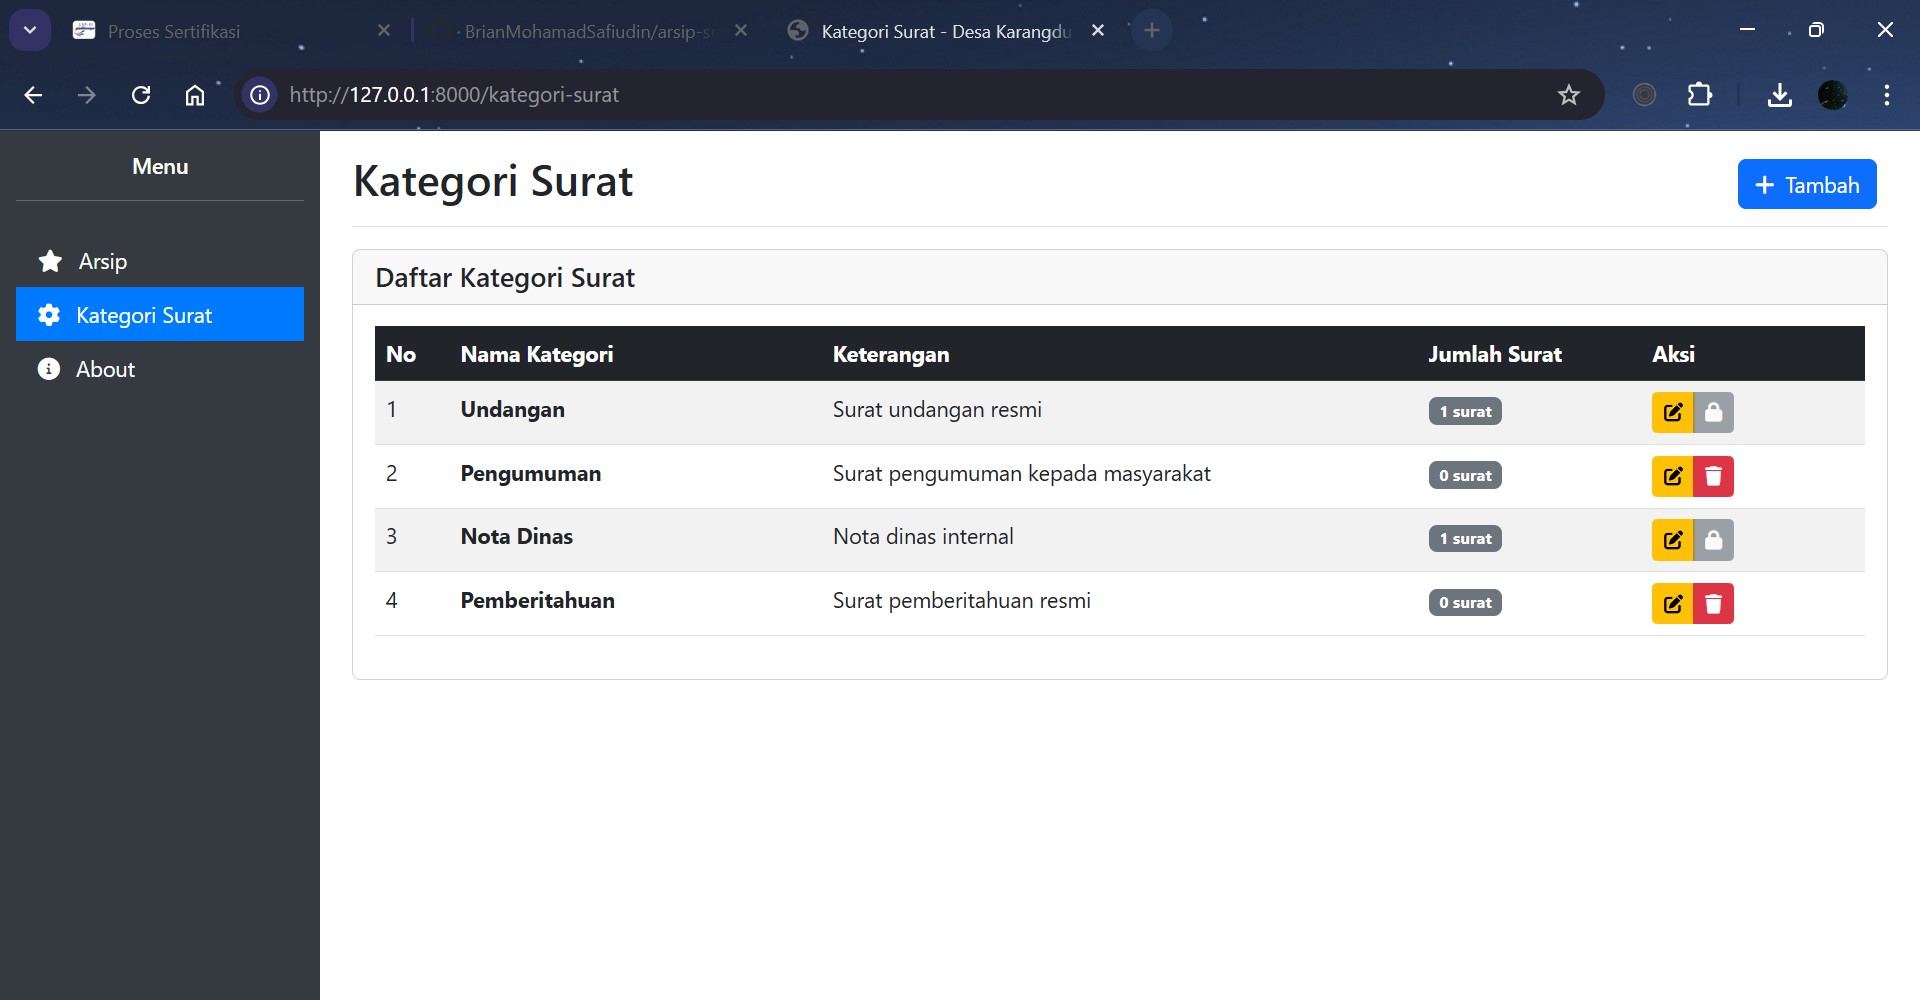 Proses Sertifikasi
BrianMohamadSafiudin/arsip-s
Kategori Surat - Desa Karangdu
http://127.0.0.1:8000/kategori-surat
Menu
Arsip
Kategori Surat
About
Kategori Surat
Tambah
Daftar Kategori Surat
No Nama Kategori Keterangan Jumlah Surat Aksi
1 Undangan Surat undangan resmi 1 surat
2 Pengumuman Surat pengumuman kepada masyarakat 0 surat
3 Nota Dinas Nota dinas internal 1 surat
4 Pemberitahuan Surat pemberitahuan resmi 0 surat